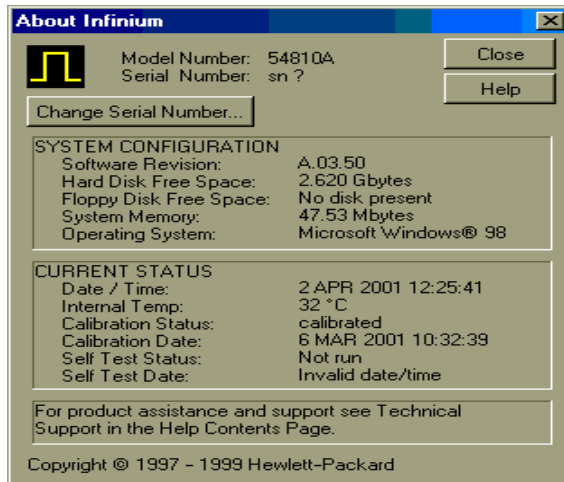 About Infinium
Model Number: 54810A
Serial Number: sn ?
Close
Help
Change Serial Number...
SYSTEM CONFIGURATION
Software Revision: A.03.50
Hard Disk Free Space: 2.620 Gbytes
Floppy Disk Free Space: No disk present
System Memory: 47.53 Mbytes
Operating System: Microsoft Windows® 98
CURRENT STATUS
Date / Time: 2 APR 2001 12:25:41
Internal Temp: 32 °C
Calibration Status: calibrated
Calibration Date: 6 MAR 2001 10:32:39
Self Test Status: Not run
Self Test Date: Invalid date/time
For product assistance and support see Technical
Support in the Help Contents Page.
Copyright © 1997 - 1999 Hewlett-Packard